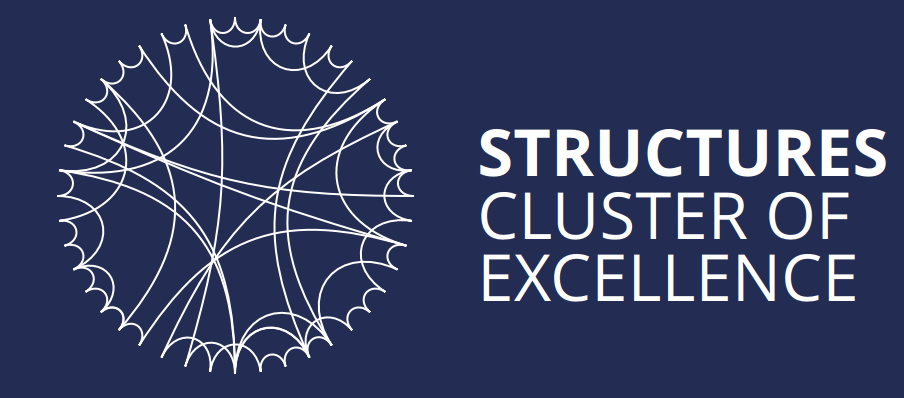 STRUCTURES
CLUSTER OF
EXCELLENCE